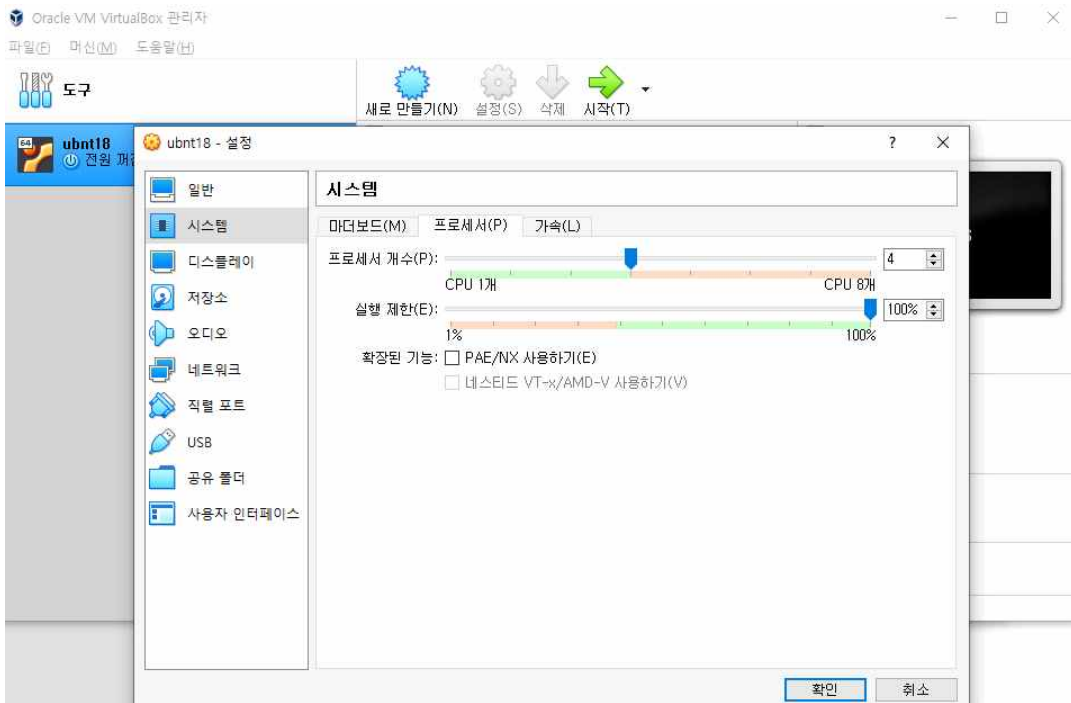 Oracle VM VirtualBox 관리자
파일(F) 머신(M) 도움말(H)
도구
새로 만들기(N) 설정(S) 삭제 시작(T)
64
ubnt18
전원 꺼
ubnt18 - 설정
?
일반
시스템
디스플레이
저장소
오디오
네트워크
직렬 포트
USB
공유 폴더
사용자 인터페이스
시스템
마더보드(M) 프로세서(P) 가속(L)
프로세서 개수(P): 4
CPU 1개 CPU 8개
실행 제한(E): 100%
1% 100%
확장된 기능: PAE/NX 사용하기(E)
네스티드 VT-x/AMD-V 사용하기(V)
확인 취소